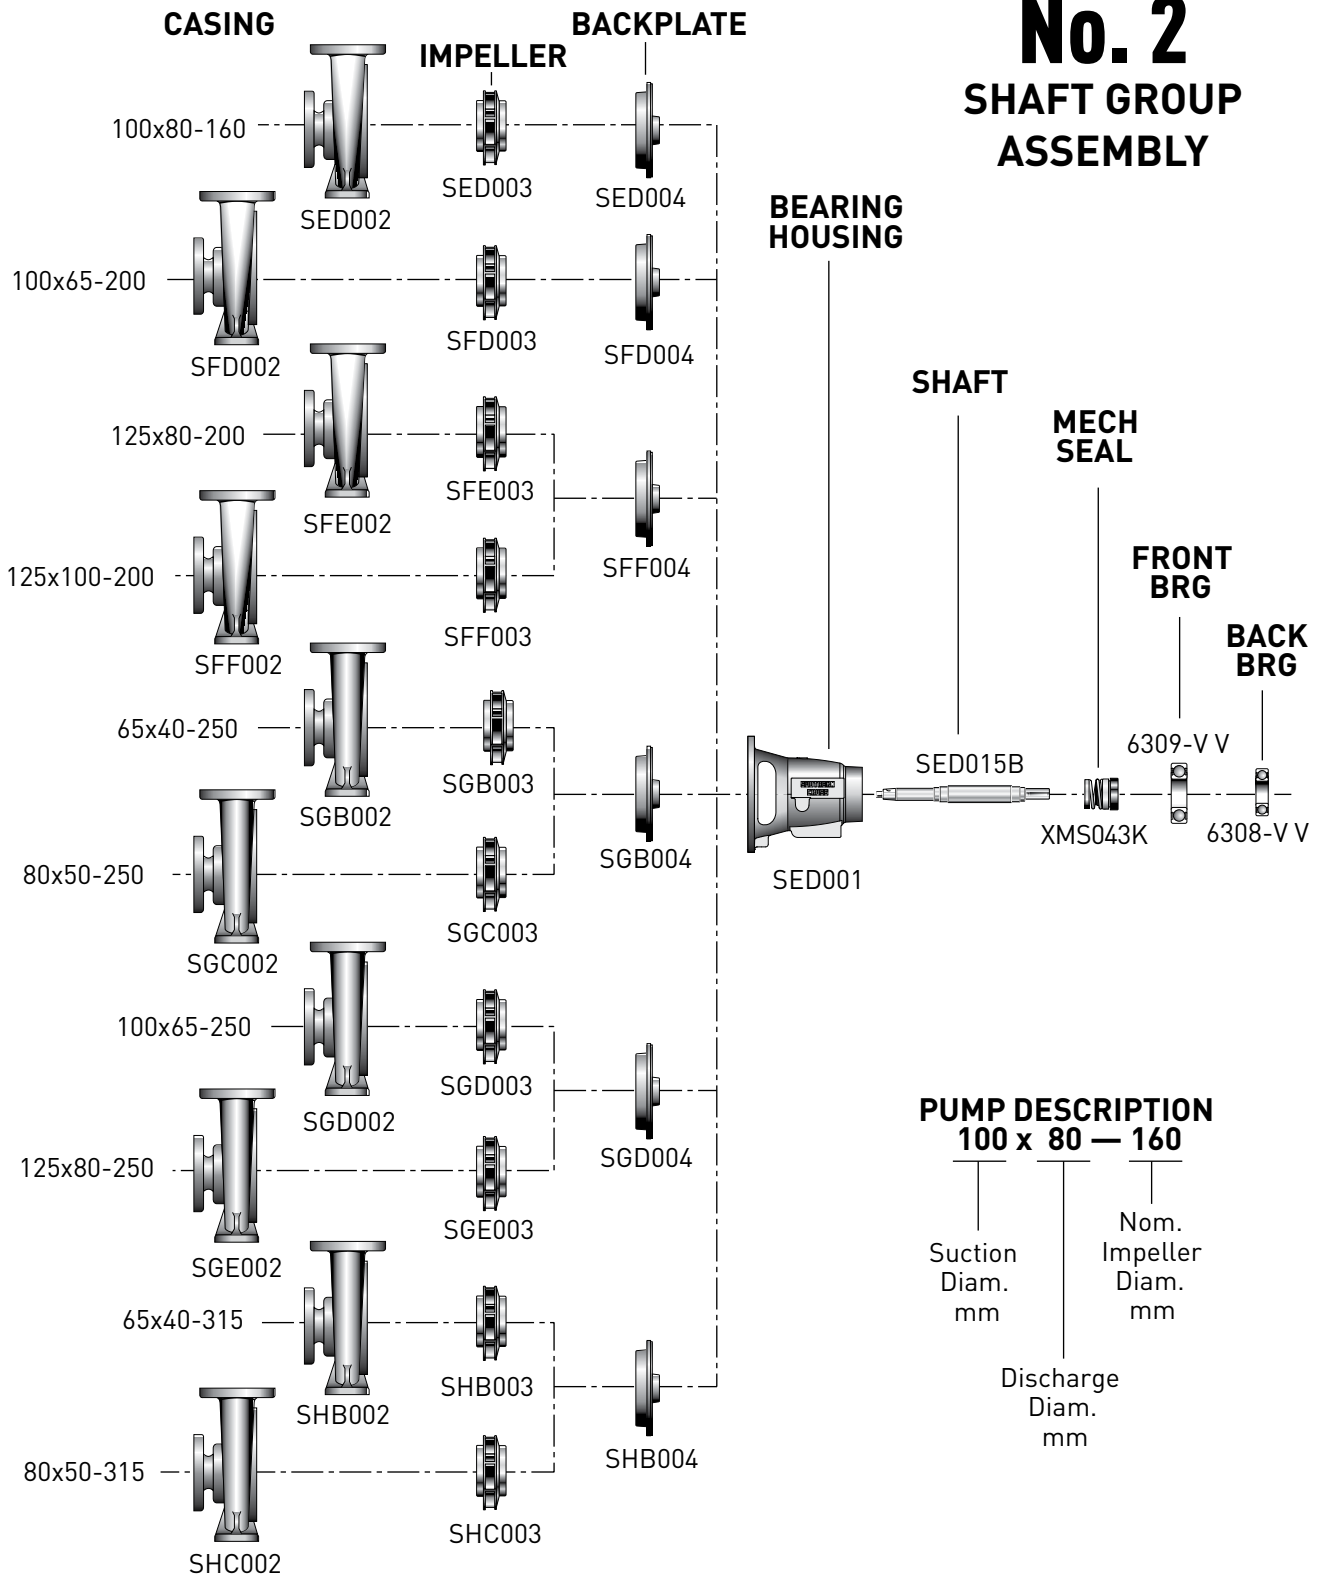 CASING
IMPELLER
BACKPLATE
No. 2
SHAFT GROUP
ASSEMBLY
100x80-160
SED002
SED003
SED004
100x65-200
SFD002
SFD003
SFD004
125x80-200
SFE002
SFE003
125x100-200
SFF002
SFF003
SFF004
65x40-250
SGB002
SGB003
80x50-250
SGC002
SGC003
SGB004
100x65-250
SGD002
SGD003
125x80-250
SGE002
SGE003
SGD004
65x40-315
SHB002
SHB003
80x50-315
SHC002
SHC003
SHB004
BEARING
HOUSING
SED001
SHAFT
SED015B
MECH
SEAL
XMS043K
FRONT
BRG
6309-V V
BACK
BRG
6308-V V
PUMP DESCRIPTION
100 x 80 — 160
Suction
Diam.
mm
Discharge
Diam.
mm
Nom.
Impeller
Diam.
mm